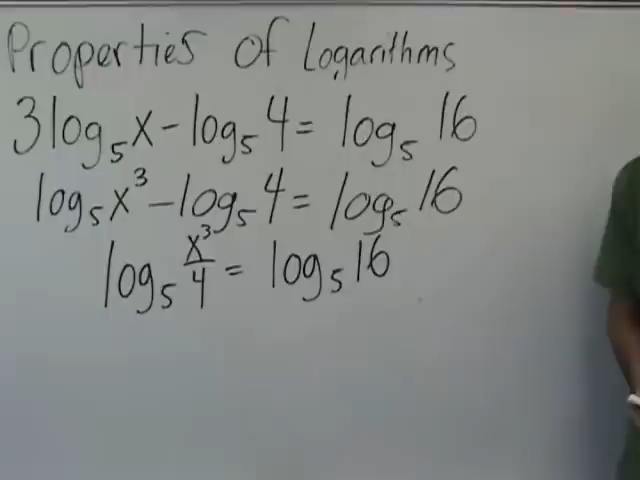 Properties of Logarithms
3log₅x - log₅4 = log₅16
log₅x³ - log₅4 = log₅16
log₅ x³/4 = log₅16